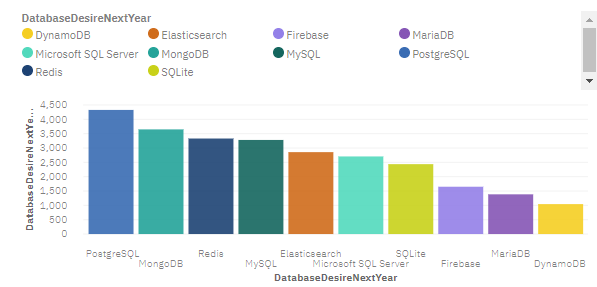 DatabaseDesireNextYear
DynamoDB Elasticsearch Firebase MariaDB
Microsoft SQL Server MongoDB MySQL PostgreSQL
Redis SQLite
DatabaseDesireNextYe...
4,500
4,000
3,500
3,000
2,500
2,000
1,500
1,000
500
0
PostgreSQL Redis Elasticsearch SQLite MariaDB
MongoDB MySQL Microsoft SQL Server Firebase DynamoDB
DatabaseDesireNextYear